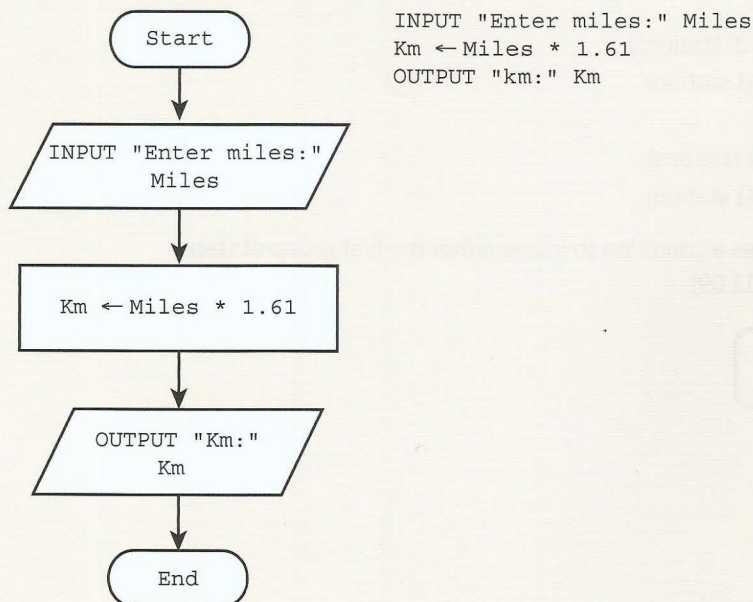 Start
INPUT "Enter miles:"
Miles
Km ← Miles * 1.61
OUTPUT "Km:"
Km
End
INPUT "Enter miles:" Miles
Km ← Miles * 1.61
OUTPUT "km:" Km